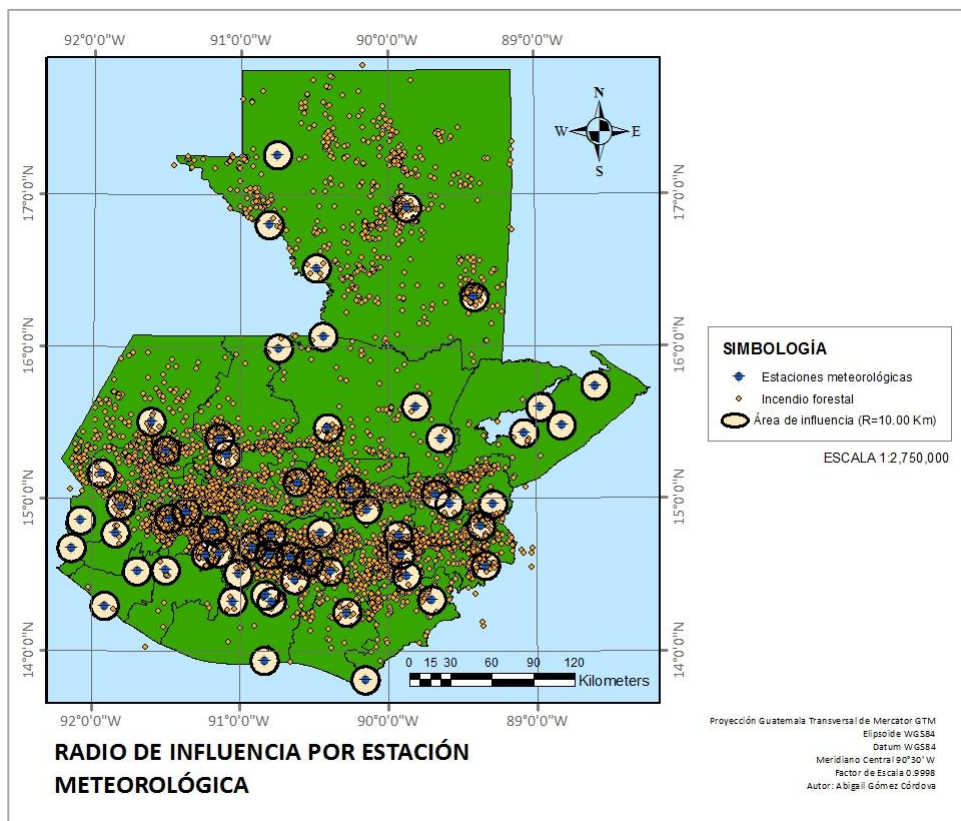 92°0'0"W 91°0'0"W 90°0'0"W 89°0'0"W
N
W E
S
17°0'0"N 17°0'0"N
16°0'0"N 16°0'0"N
15°0'0"N 15°0'0"N
14°0'0"N 14°0'0"N
SIMBOLOGÍA
Estaciones meteorológicas
Incendio forestal
Área de influencia (R=10.00 Km)
ESCALA 1:2,750,000
0 15 30 60 90 120
Kilometers
92°0'0"W 91°0'0"W 90°0'0"W 89°0'0"W
RADIO DE INFLUENCIA POR ESTACIÓN
METEOROLÓGICA
Proyección Guatemala Transversal de Mercator GTM
Elipsoide WGS84
Datum WGS84
Meridiano Central 90°30' W
Factor de Escala 0.9998
Autor: Abigail Gómez Córdova